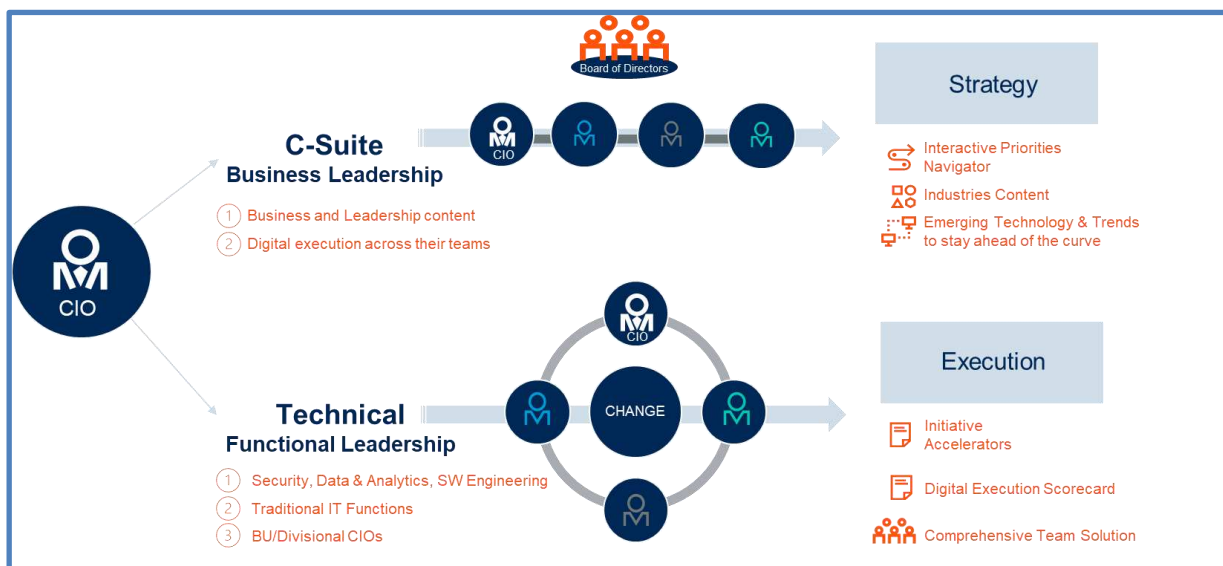 Board of Directors
Strategy
CIO
C-Suite
Business Leadership
1 Business and Leadership content
2 Digital execution across their teams
Interactive Priorities
Navigator
Industries Content
Emerging Technology & Trends
to stay ahead of the curve
CIO
CIO
Execution
CHANGE
Technical
Functional Leadership
1 Security, Data & Analytics, SW Engineering
2 Traditional IT Functions
3 BU/Divisional CIOs
Initiative
Accelerators
Digital Execution Scorecard
Comprehensive Team Solution